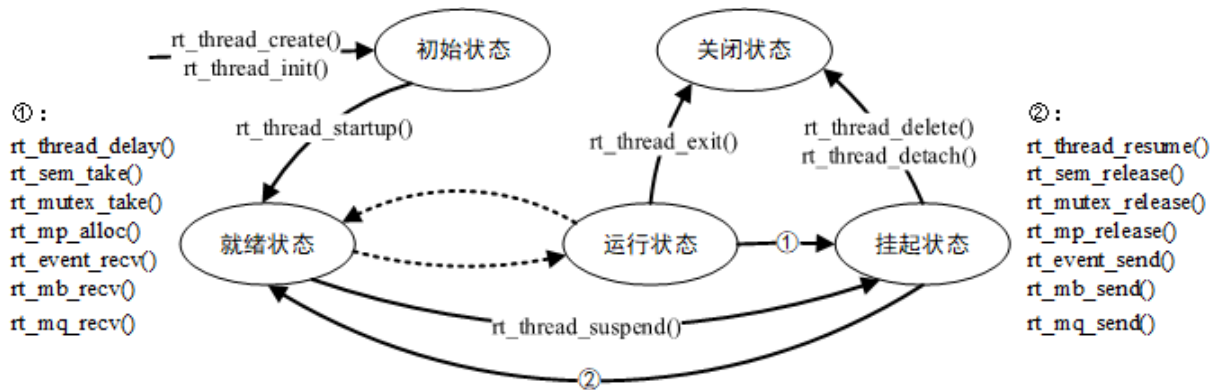 rt_thread_create()
rt_thread_init()
初始状态
关闭状态
①：
rt_thread_delay()
rt_sem_take()
rt_mutex_take()
rt_mp_alloc()
rt_event_recv()
rt_mb_recv()
rt_mq_recv()
rt_thread_startup()
rt_thread_exit()
rt_thread_delete()
rt_thread_detach()
②：
rt_thread_resume()
rt_sem_release()
rt_mutex_release()
rt_mp_release()
rt_event_send()
rt_mb_send()
rt_mq_send()
就绪状态
运行状态
①
挂起状态
rt_thread_suspend()
②